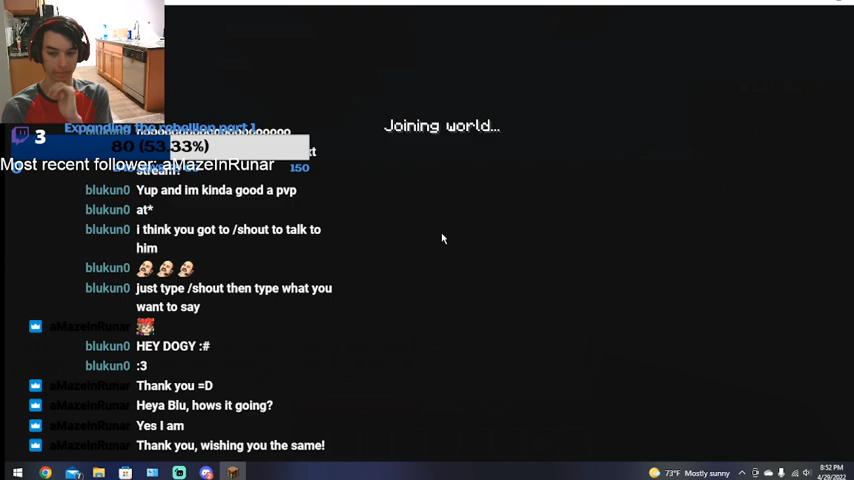 Joining world...
Expanding the rebellion part 1
3
80 (53.33%)
Most recent follower: aMazeInRunar
150
stream?
blukun0 Yup and im kinda good a pvp
blukun0 at*
blukun0 i think you got to /shout to talk to
him
blukun0
blukun0 just type /shout then type what you
want to say
aMazeInRunar
blukun0 HEY DOGY :#
blukun0 :3
aMazeInRunar Thank you =D
aMazeInRunar Heya Blu, hows it going?
aMazeInRunar Yes I am
aMazeInRunar Thank you, wishing you the same!
73°F Mostly sunny
8:52 PM
4/29/2022